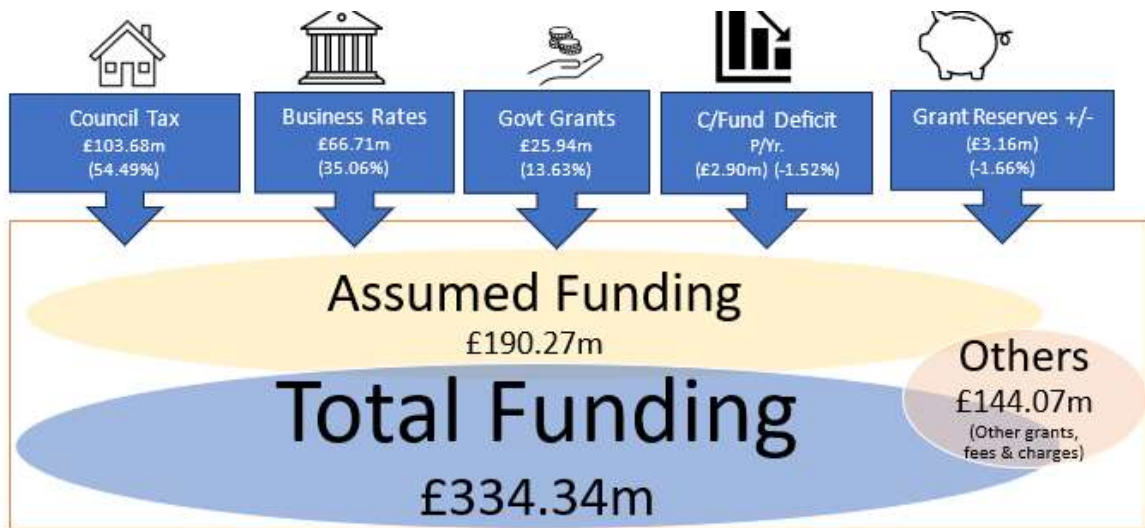 Council Tax
£103.68m
(54.49%)
Business Rates
£66.71m
(35.06%)
Govt Grants
£25.94m
(13.63%)
C/Fund Deficit
P/Yr.
(£2.90m) (-1.52%)
Grant Reserves +/-
(£3.16m)
(-1.66%)
Assumed Funding
£190.27m
Total Funding
£334.34m
Others
£144.07m
(Other grants,
fees & charges)